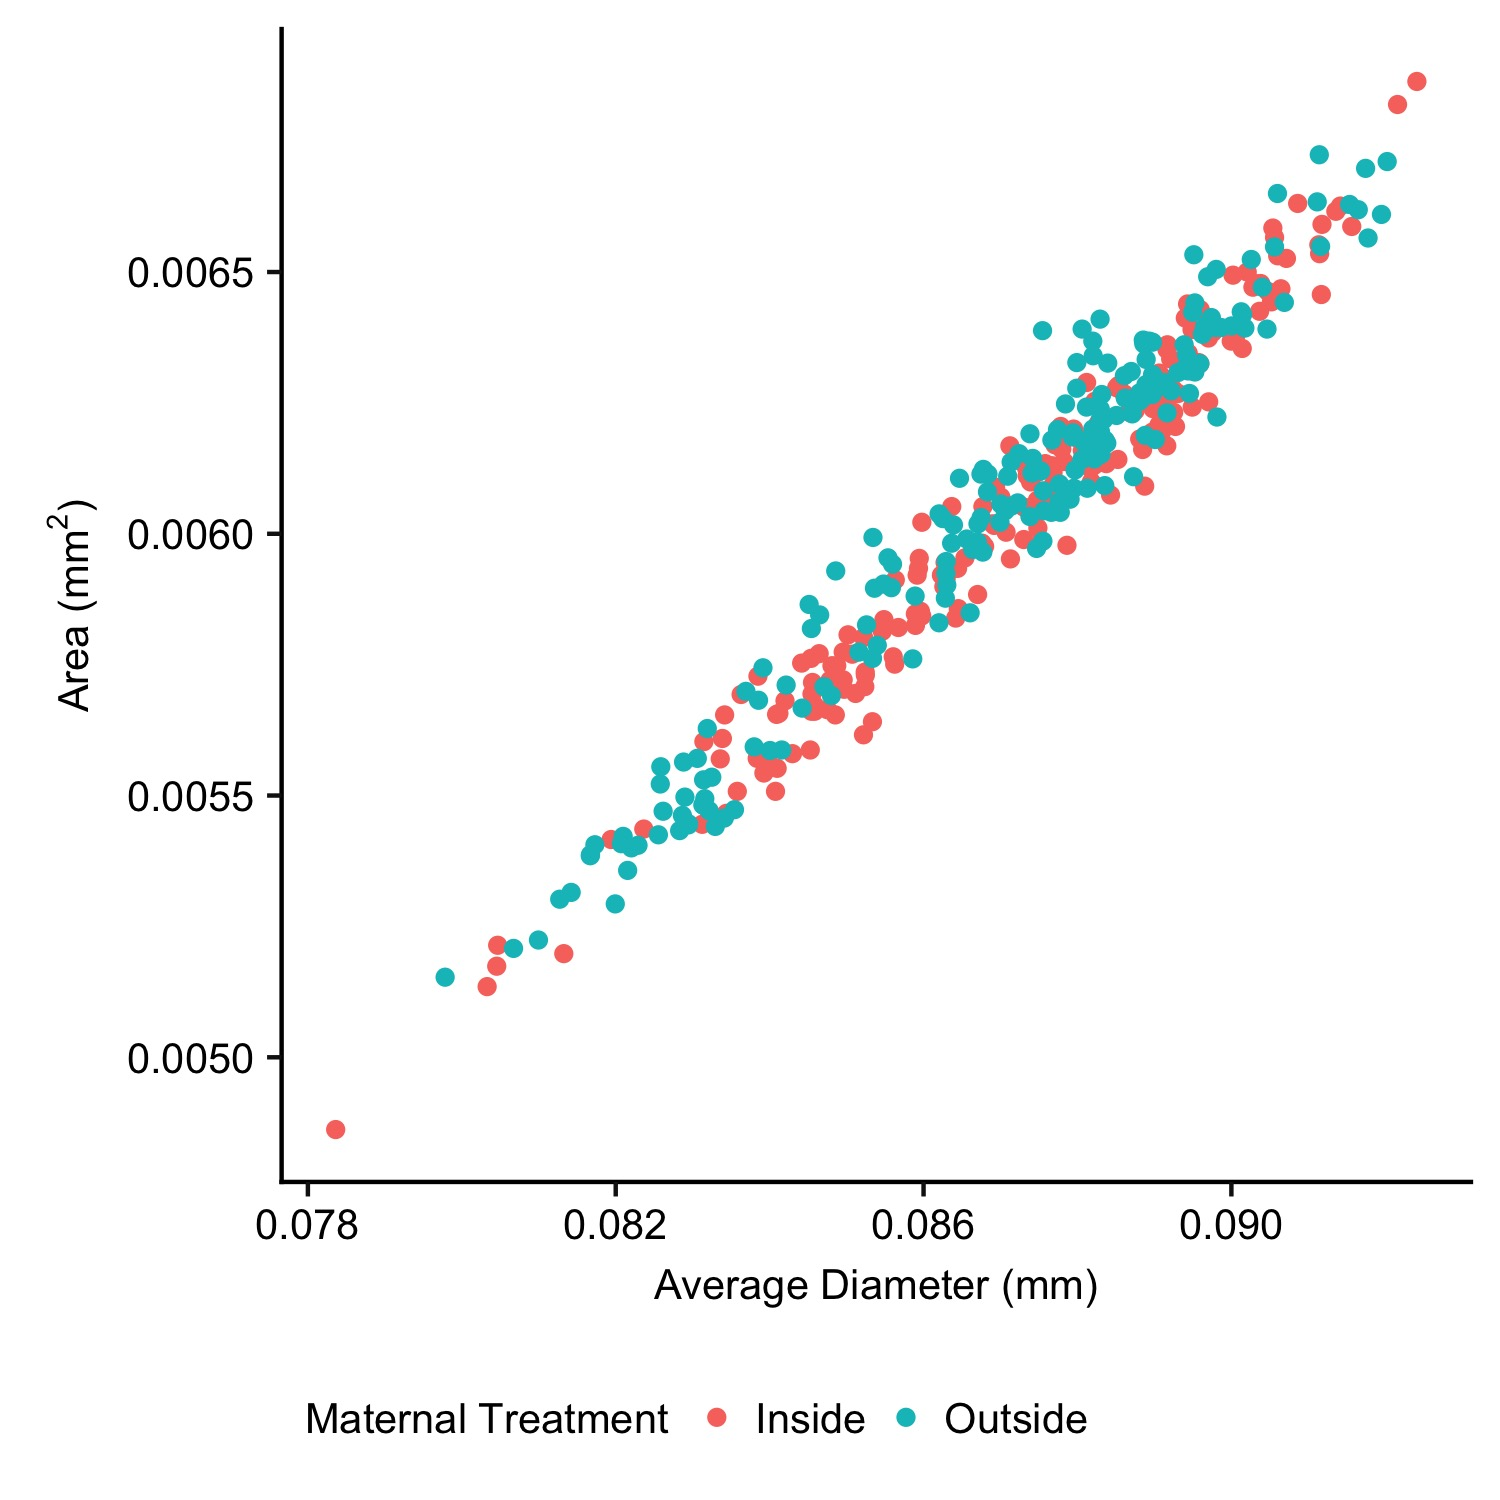 0.0065
0.0060
0.0055
0.0050
Area (mm²)
0.078 0.082 0.086 0.090
Average Diameter (mm)
Maternal Treatment Inside Outside